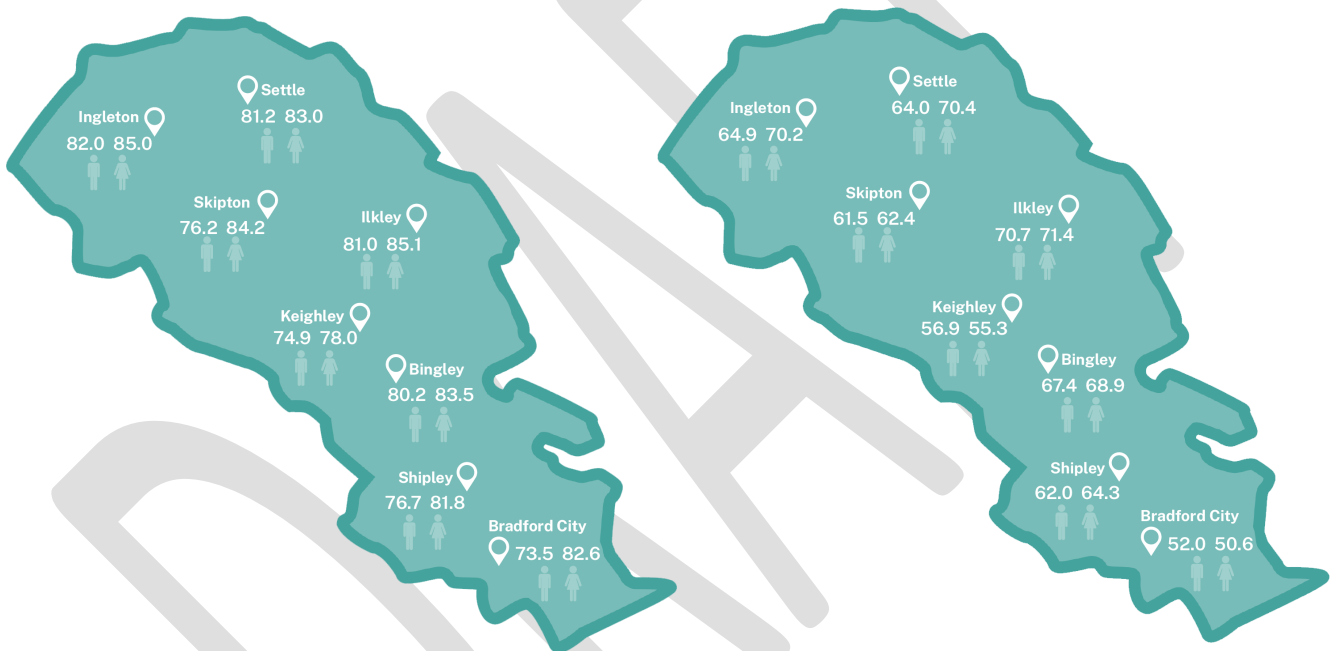 Settle
81.2 83.0
Ingleton
82.0 85.0
Skipton
76.2 84.2
Ilkley
81.0 85.1
Keighley
74.9 78.0
Bingley
80.2 83.5
Shipley
76.7 81.8
Bradford City
73.5 82.6
Settle
64.0 70.4
Ingleton
64.9 70.2
Skipton
61.5 62.4
Ilkley
70.7 71.4
Keighley
56.9 55.3
Bingley
67.4 68.9
Shipley
62.0 64.3
Bradford City
52.0 50.6